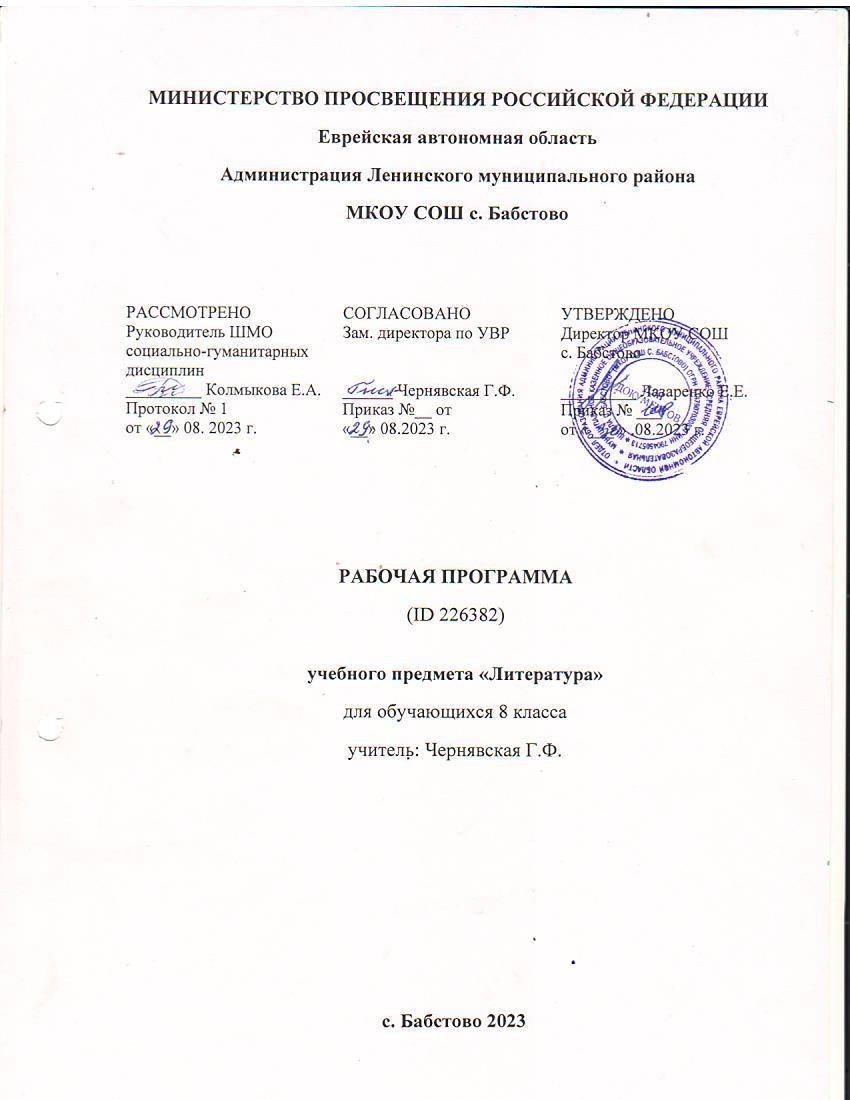 МИНИСТЕРСТВО ПРОСВЕЩЕНИЯ РОССИЙСКОЙ ФЕДЕРАЦИИ
Еврейская автономная область
Администрация Ленинского муниципального района
МКОУ СОШ с. Бабстово
РАССМОТРЕНО
Руководитель ШМО
социально-гуманитарных
дисциплин
_________ Колмыкова Е.А.
Протокол № 1
от «29» 08. 2023 г.
СОГЛАСОВАНО
Зам. директора по УВР
______Чернявская Г.Ф.
Приказ №__ от
«29» 08.2023 г.
УТВЕРЖДЕНО
Директор МКОУ СОШ
с. Бабстово
Лазаренко Е.Е.
Приказ №
от « » .08.2023 г.
РАБОЧАЯ ПРОГРАММА
(ID 226382)
учебного предмета «Литература»
для обучающихся 8 класса
учитель: Чернявская Г.Ф.
с. Бабстово 2023